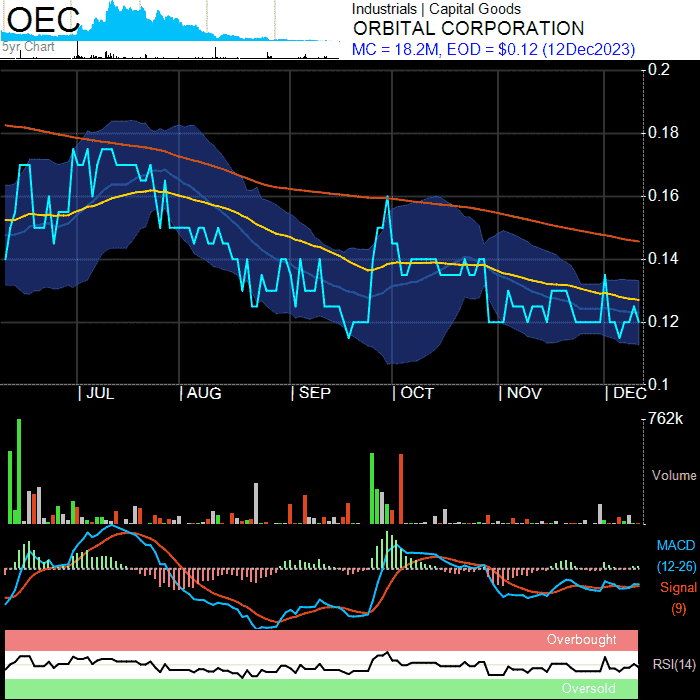 OEC
5yr Chart
Industrials | Capital Goods
ORBITAL CORPORATION
MC = 18.2M, EOD = $0.12 (12Dec2023)
0.2
0.18
0.16
0.14
0.12
0.1
| JUL | AUG | SEP | OCT | NOV | DEC
762k
Volume
MACD
(12-26)
Signal
(9)
Overbought
RSI(14)
Oversold